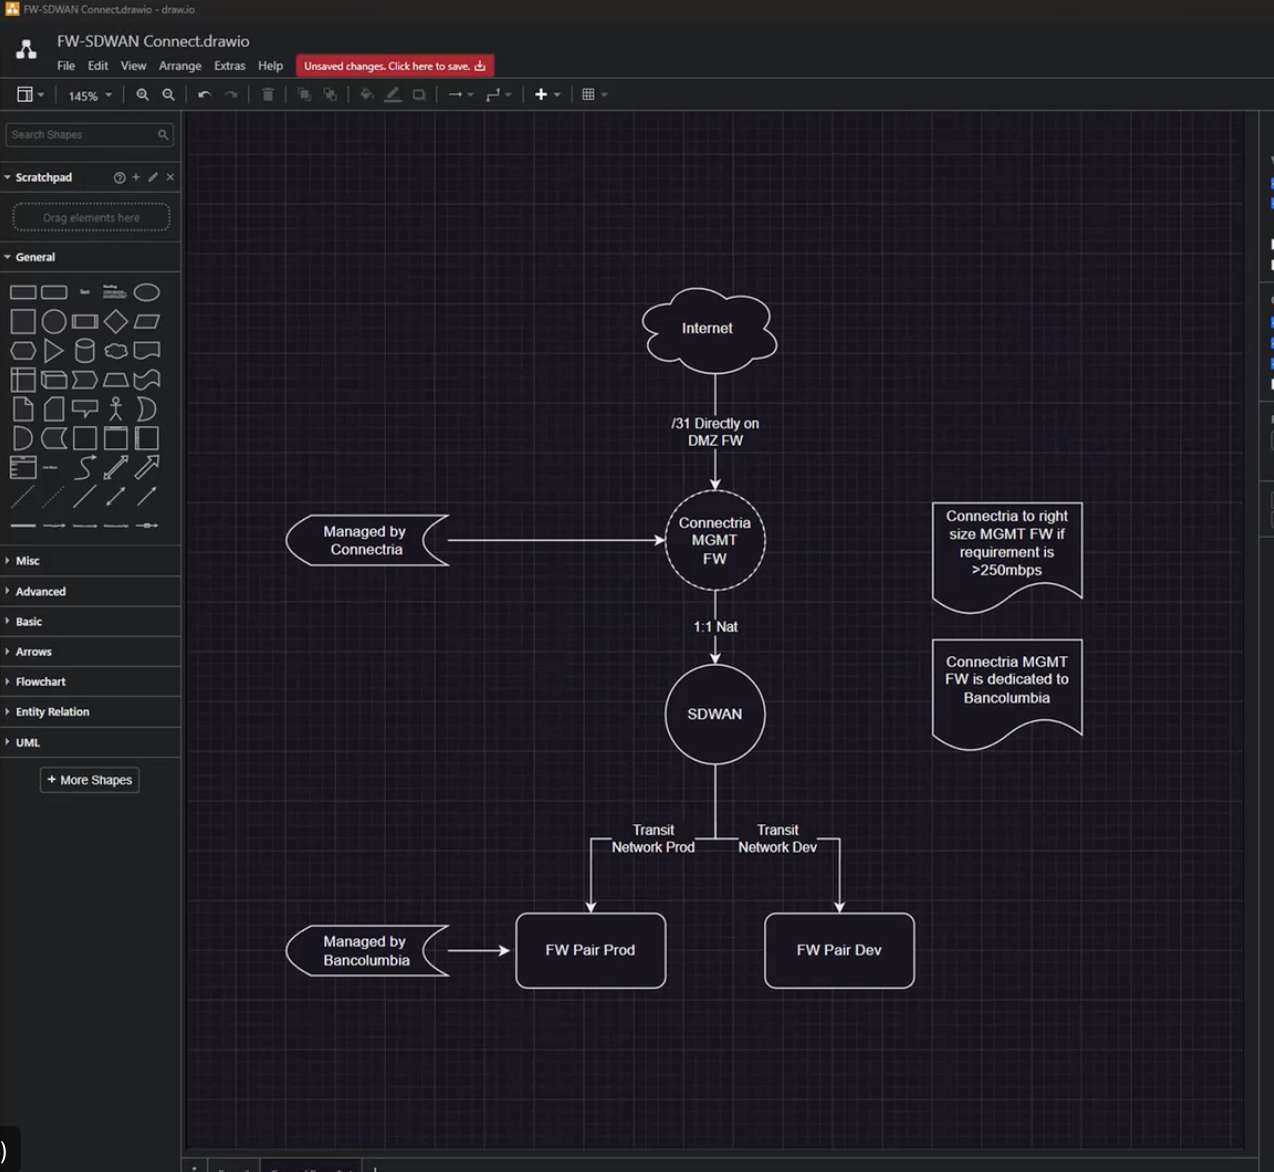 FW-SDWAN Connect.drawio - draw.io
FW-SDWAN Connect.drawio
File Edit View Arrange Extras Help Unsaved changes. Click here to save.
145%
Search Shapes
Scratchpad
Drag elements here
General
Text
Heading
Misc
Advanced
Basic
Arrows
Flowchart
Entity Relation
UML
+ More Shapes
Internet
/31 Directly on
DMZ FW
Managed by
Connectria
Connectria
MGMT
FW
Connectria to right
size MGMT FW if
requirement is
>250mbps
1:1 Nat
Connectria MGMT
FW is dedicated to
Bancolumbia
SDWAN
Transit
Network Prod
Transit
Network Dev
Managed by
Bancolumbia
FW Pair Prod
FW Pair Dev
)